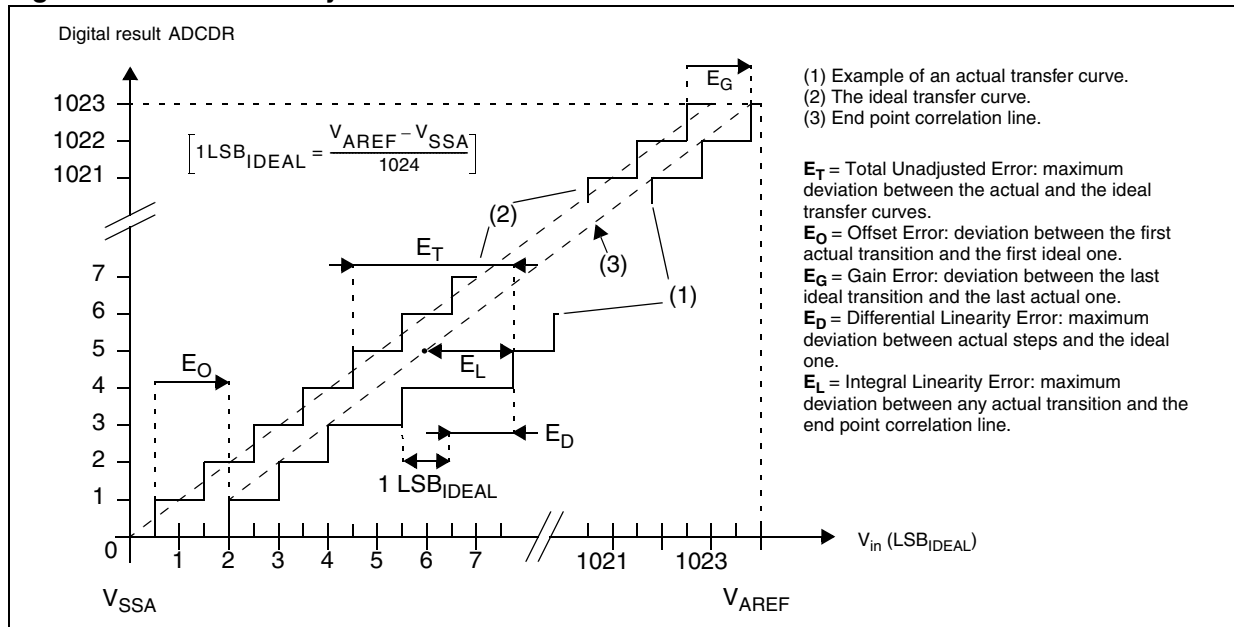 Digital result ADCDR
1023
1022
1021
7
6
5
4
3
2
1
0
[1LSB_IDEAL = (V_AREF – V_SSA) / 1024]
E_G
(2)
E_T
(3)
(1)
E_O
E_L
E_D
1 LSB_IDEAL
1 2 3 4 5 6 7 1021 1023
V_in (LSB_IDEAL)
V_SSA
V_AREF
(1) Example of an actual transfer curve.
(2) The ideal transfer curve.
(3) End point correlation line.
E_T = Total Unadjusted Error: maximum
deviation between the actual and the ideal
transfer curves.
E_O = Offset Error: deviation between the first
actual transition and the first ideal one.
E_G = Gain Error: deviation between the last
ideal transition and the last actual one.
E_D = Differential Linearity Error: maximum
deviation between actual steps and the ideal
one.
E_L = Integral Linearity Error: maximum
deviation between any actual transition and the
end point correlation line.